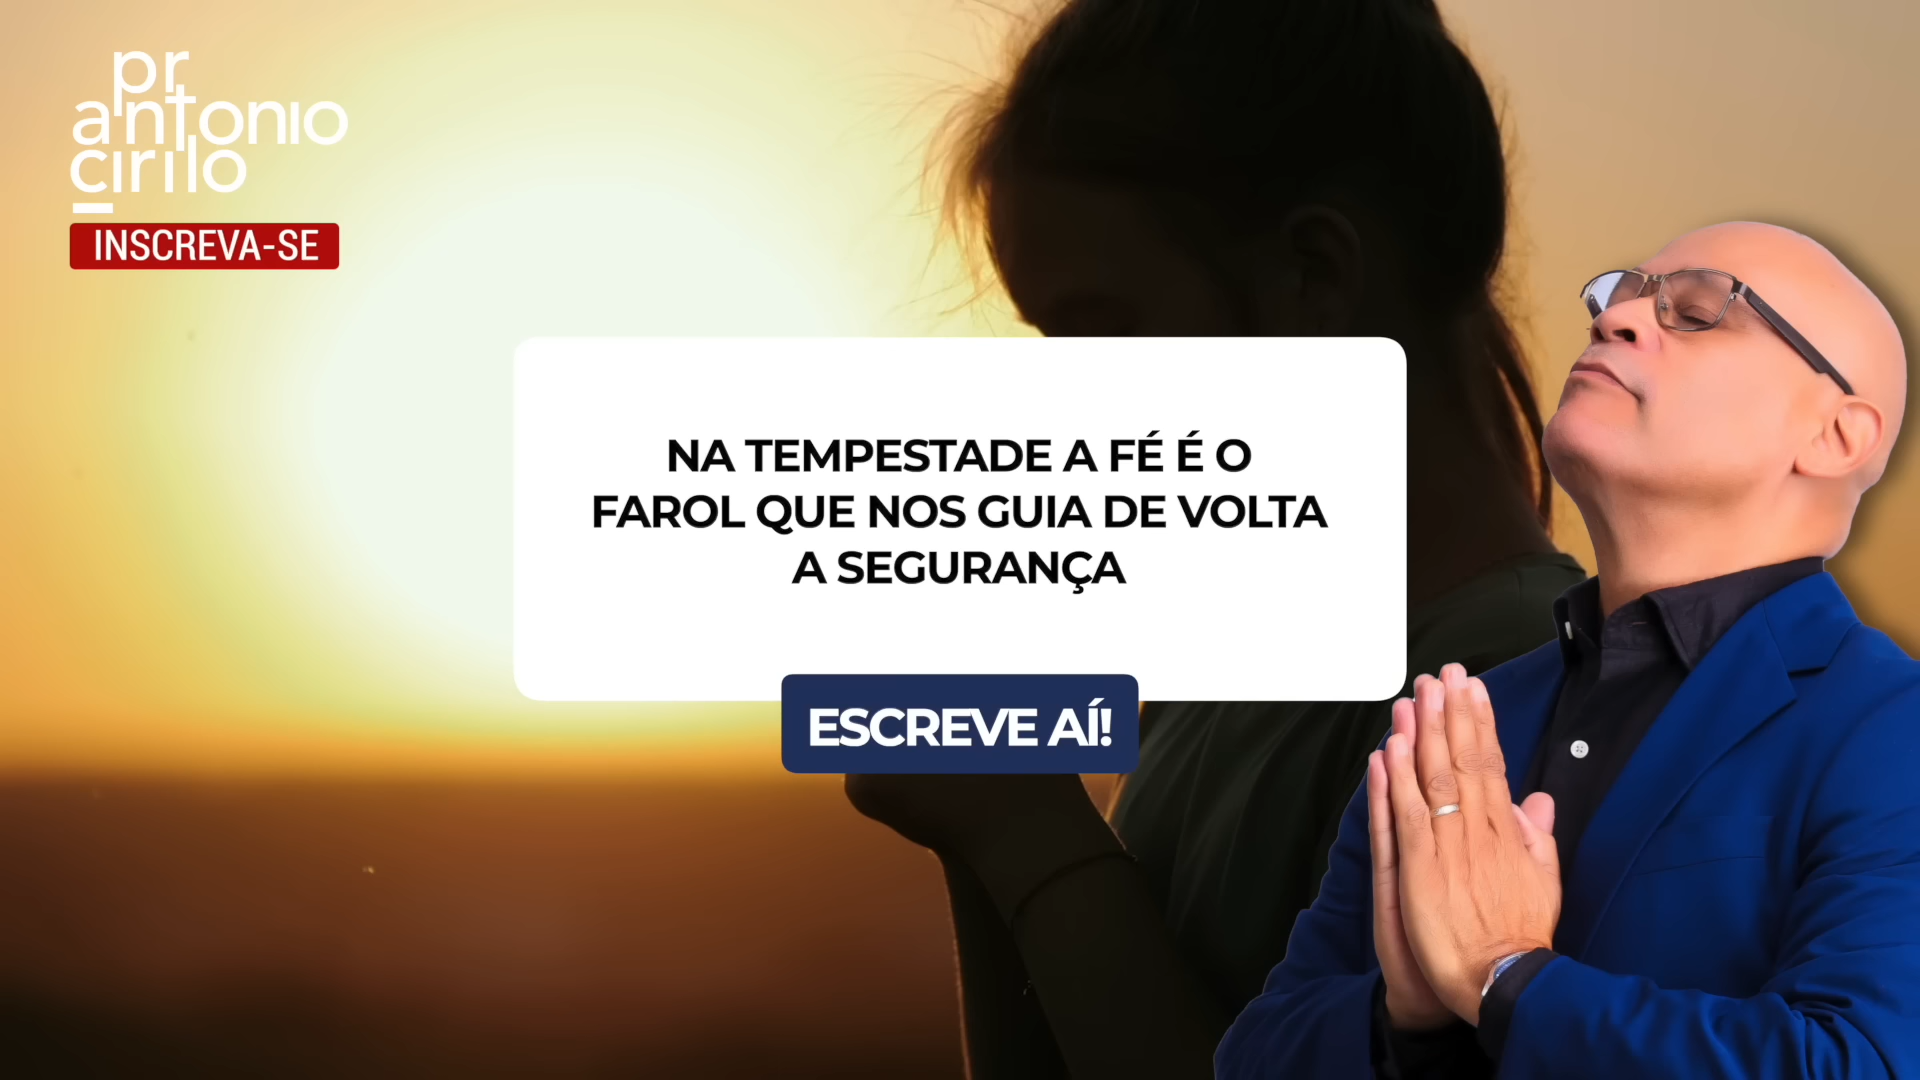 pr
antonio
cirilo
INSCREVA-SE
NA TEMPESTADE A FÉ É O
FAROL QUE NOS GUIA DE VOLTA
A SEGURANÇA
ESCREVE AÍ!